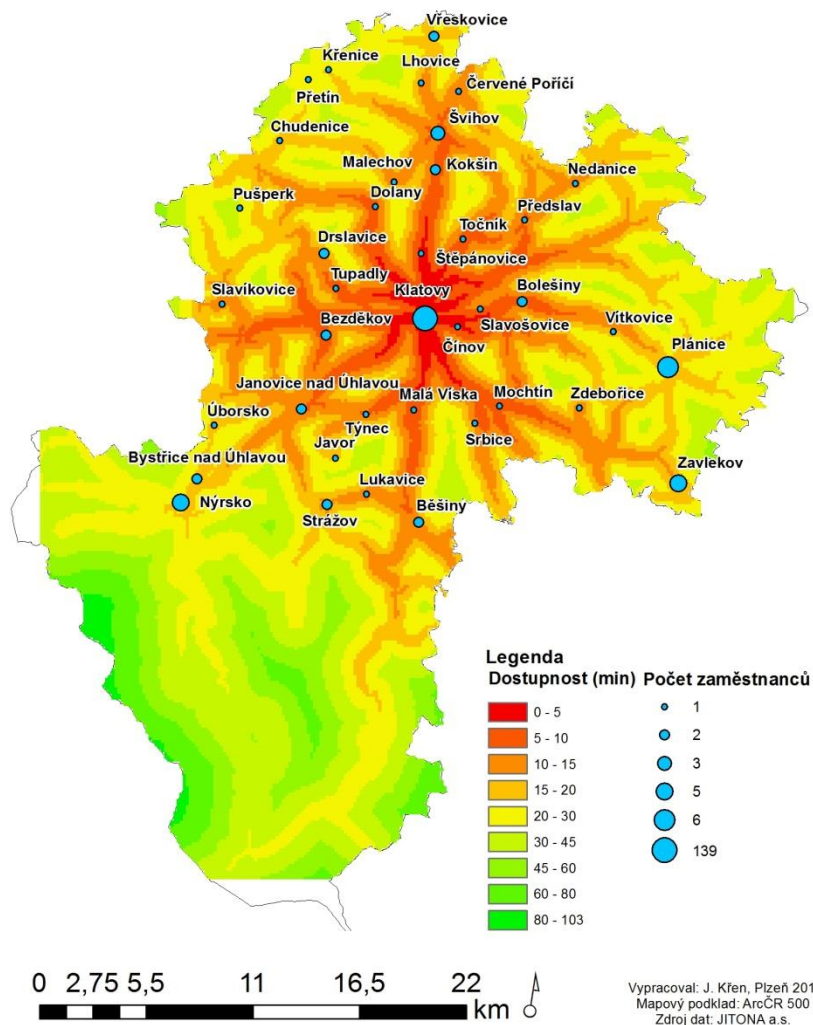 Vřeskovice
Křenice
Lhovice
Přetín
Červené Poříčí
Švihov
Chudenice
Malechov
Kokšín
Nedanice
Pušperk
Dolany
Předslav
Točník
Drslavice
Štěpánovice
Tupadly
Klatovy
Bolešiny
Slavíkovice
Bezděkov
Slavošovice
Vítkovice
Činov
Plánice
Janovice nad Úhlavou
Malá Víska
Mochtín
Zdebořice
Úborsko
Týnec
Srbice
Javor
Bystřice nad Úhlavou
Lukavice
Zavlekov
Nýrsko
Strážov
Běšiny
Legenda
Dostupnost (min)
0 - 5
5 - 10
10 - 15
15 - 20
20 - 30
30 - 45
45 - 60
60 - 80
80 - 103
Počet zaměstnanců
1
2
3
5
6
139
0 2,75 5,5 11 16,5 22
km
Vypracoval: J. Křen, Plzeň 201
Mapový podklad: ArcČR 500
Zdroj dat: JITONA a.s.